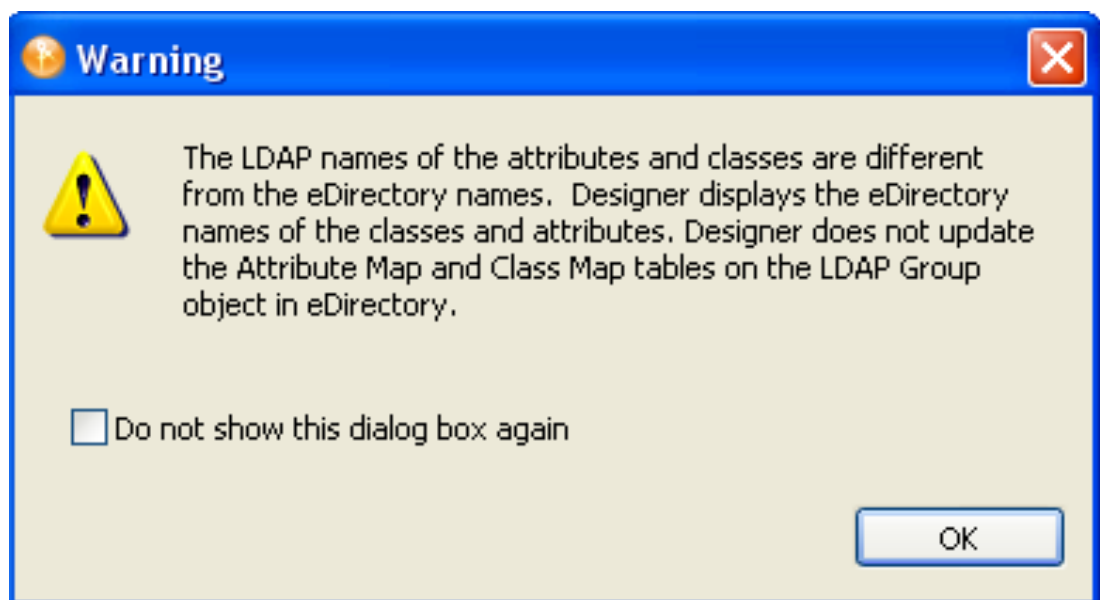 Warning
The LDAP names of the attributes and classes are different
from the eDirectory names.  Designer displays the eDirectory
names of the classes and attributes. Designer does not update
the Attribute Map and Class Map tables on the LDAP Group
object in eDirectory.
Do not show this dialog box again
OK